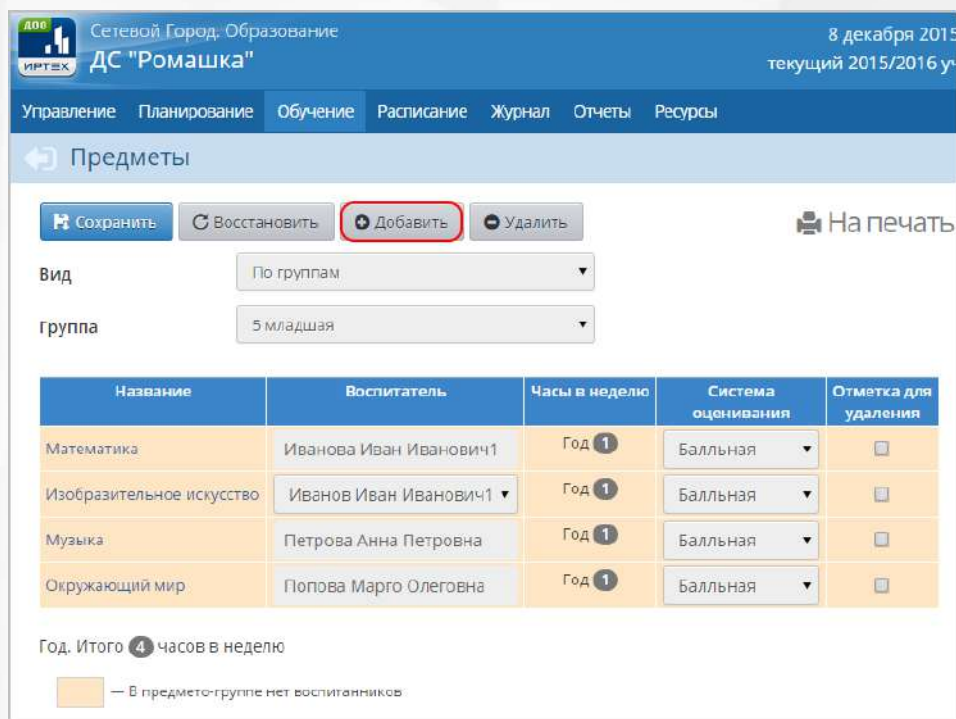 ДОО
ИРТЕХ
Сетевой Город. Образование
ДС "Ромашка"
8 декабря 2015
текущий 2015/2016 уч
Управление Планирование Обучение Расписание Журнал Отчеты Ресурсы
Предметы
Сохранить Восстановить Добавить Удалить На печать
Вид По группам
Группа 5 младшая
Название Воспитатель Часы в неделю Система оценивания Отметка для удаления
Математика Иванова Иван Иванович1 Год 1 Балльная
Изобразительное искусство Иванов Иван Иванович1 Год 1 Балльная
Музыка Петрова Анна Петровна Год 1 Балльная
Окружающий мир Попова Марго Олеговна Год 1 Балльная
Год. Итого 4 часов в неделю
— В предмето-группе нет воспитанников